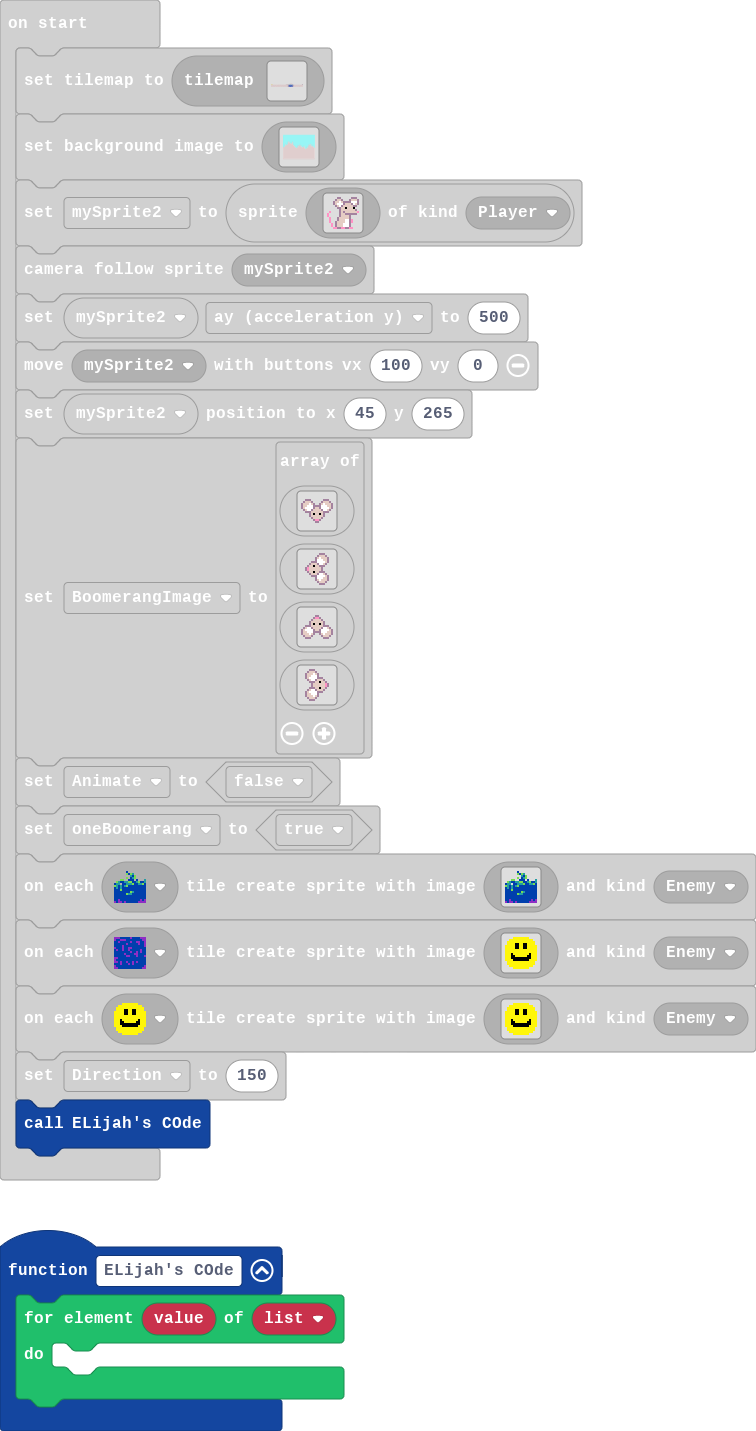 on start
set tilemap to tilemap
set background image to
set mySprite2 to sprite of kind Player
camera follow sprite mySprite2
set mySprite2 ay (acceleration y) to 500
move mySprite2 with buttons vx 100 vy 0
set mySprite2 position to x 45 y 265
array of
set BoomerangImage to
set Animate to false
set oneBoomerang to true
on each tile create sprite with image and kind Enemy
on each tile create sprite with image and kind Enemy
on each tile create sprite with image and kind Enemy
set Direction to 150
call ELijah's COde
function ELijah's COde
for element value of list
do